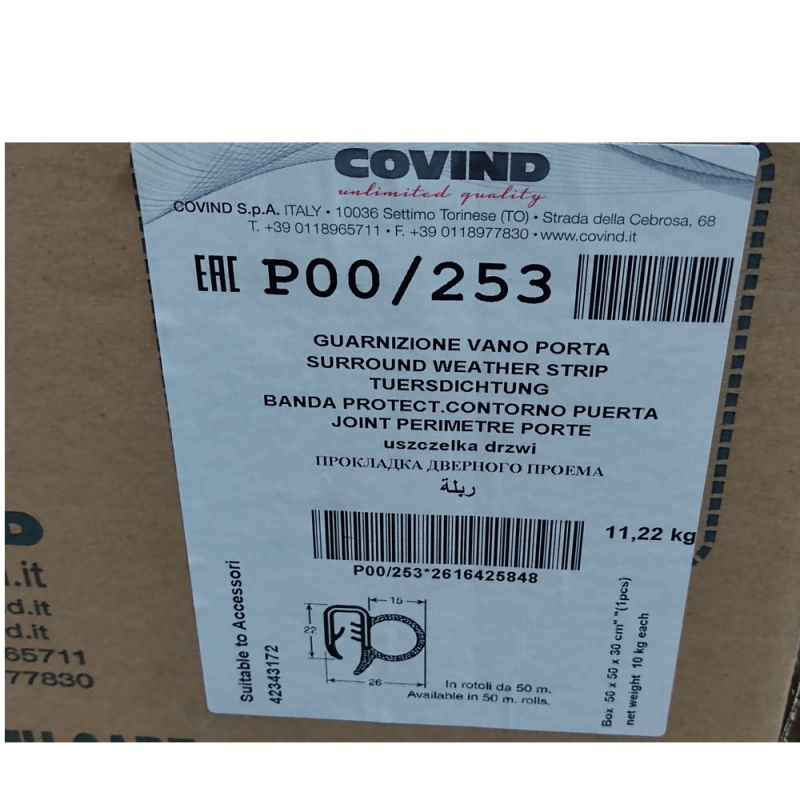 COVIND
unlimited quality
COVIND S.p.A. ITALY • 10036 Settimo Torinese (TO) • Strada della Cebrosa, 68
T. +39 0118965711 • F. +39 0118977830 • www.covind.it
EAC P00/253
GUARNIZIONE VANO PORTA
SURROUND WEATHER STRIP
TUERSDICHTUNG
BANDA PROTECT.CONTORNO PUERTA
JOINT PERIMETRE PORTE
uszczelka drzwi
ПРОКЛАДКА ДВЕРНОГО ПРОЕМА
ربلة
11,22 kg
P00/253*2616425848
Suitable to Accessori
42343172
15
22
26
In rotoli da 50 m.
Available in 50 m. rolls.
Box 50 x 50 x 30 cm" "(1pcs)
net weight 10 kg each
D
.it
d.it
d.it
65711
77830